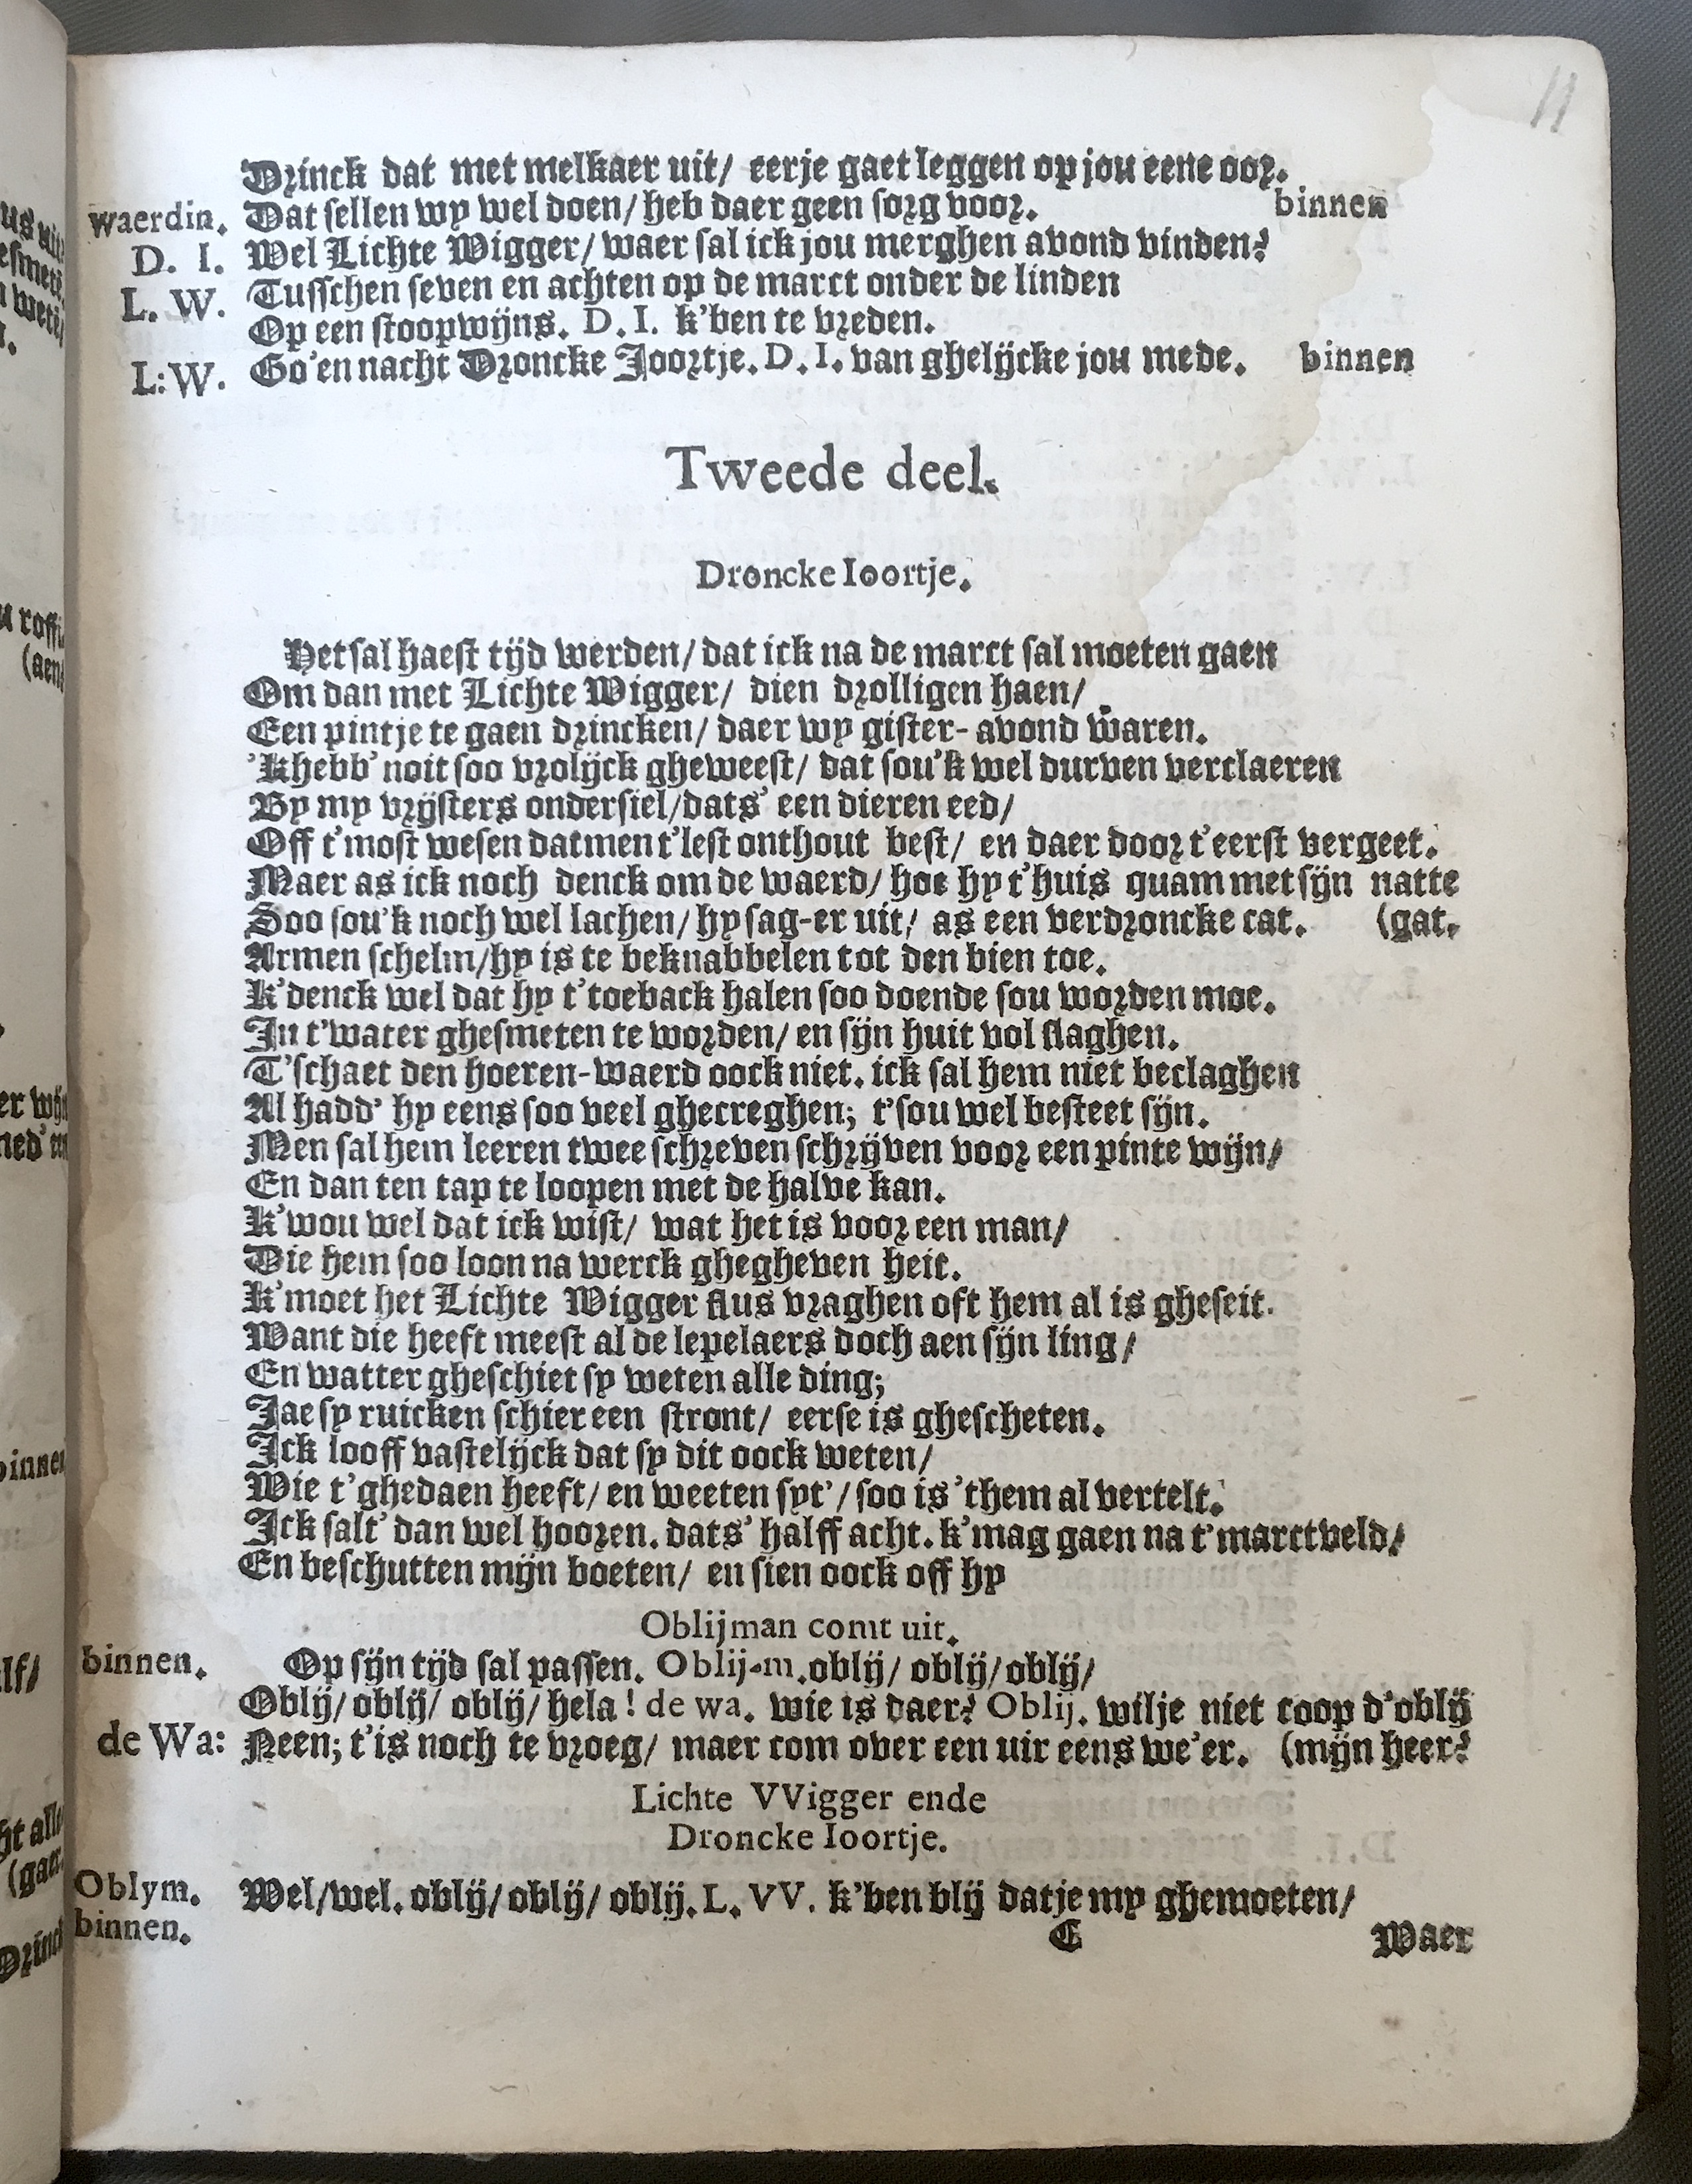 11
Drinck dat met melkaer uit/ eerje gaet leggen op jou eene oor.
waerdin. Dat sellen wy wel doen/ heb daer geen sorg voor. binnen
D. I. Wel Lichte Wigger/ waer sal ick jou merghen avond vinden?
L. W. Tusschen seven en achten op de marct onder de linden
Op een stoopwijns. D. I. k'ben te vreden.
L: W. Go'en nacht Droncke Joortje. D. I. van ghelijcke jou mede. binnen
Tweede deel.
Droncke Ioortje.
Het sal haest tijd werden/ dat ick na de marct sal moeten gaen
Om dan met Lichte Wigger/ dien drolligen haen/
Een pintje te gaen drincken/ daer wy gister-avond waren.
'Khebb' noit soo vrolijck gheweest/ dat sou'k wel durven verclaeren
By my vrijsters ondersiel/ dats' een dieren eed/
Off t'most wesen datmen t'lest onthout best/ en daer door t'eerst vergeet.
Maer as ick noch denck om de waerd/ hoe hy t'huis quam met sijn natte
Soo sou'k noch wel lachen/ hy sag-er uit/ as een verdroncke cat. (gat.
Armen schelm/ hy is te beknabbelen tot den bien toe.
K'denck wel dat hy t'toeback halen soo doende sou worden moe.
In t'water ghesmeten te worden/ en sijn huit vol slaghen.
T'schaet den hoeren-waerd oock niet. ick sal hem niet beclaghen
Al hadd' hy eens soo veel ghecreghen; t'sou wel besteet sijn.
Men sal hem leeren twee schreven schrijven voor een pinte wijn/
En dan ten tap te loopen met de halve kan.
K'wou wel dat ick wist/ wat het is voor een man/
Die hem soo loon na werck ghegheven heit.
K'moet het Lichte Wigger flus vraghen oft hem al is gheseit.
Want die heeft meest al de lepelaers doch aen sijn ling/
En watter gheschiet sy weten alle ding;
Jae sy ruicken schier een stront/ eerse is ghescheten.
Ick looff vastelijck dat sy dit oock weten/
Wie t'ghedaen heeft/ en weeten syt'/ soo is 'them al vertelt.
Ick salt' dan wel hooren. dats' halff acht. k'mag gaen na t'marctveld/
En beschutten mijn boeten/ en sien oock off hy
Oblijman comt uit.
binnen. Op sijn tijd sal passen. Oblij-m. oblij/ oblij/ oblij/
Oblij/ oblij/ oblij/ hela! de wa. wie is daer? Oblij. wilje niet coop d'oblij
de Wa: Neen; t'is noch te vroeg/ maer com over een uir eens we'er. (mijn heer?
Lichte VVigger ende
Droncke Ioortje.
Oblym. Wel/ wel. oblij/ oblij/ oblij. L. VV. k'ben blij datje my ghemoeten/
binnen. C Waer